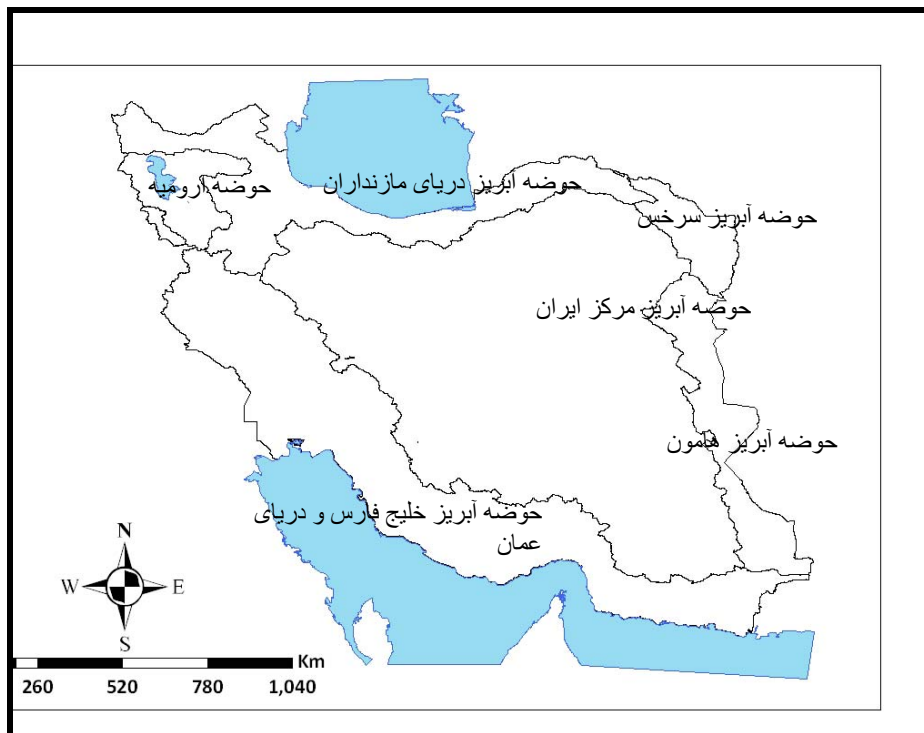 حوضه آبریز دریای مازنداران
حوضه ارومیه
حوضه آبریز سرخس
حوضه آبریز مرکز ایران
حوضه آبریز هامون
حوضه آبریز خلیج فارس و دریای
عمان
N
W E
S
Km
260 520 780 1,040